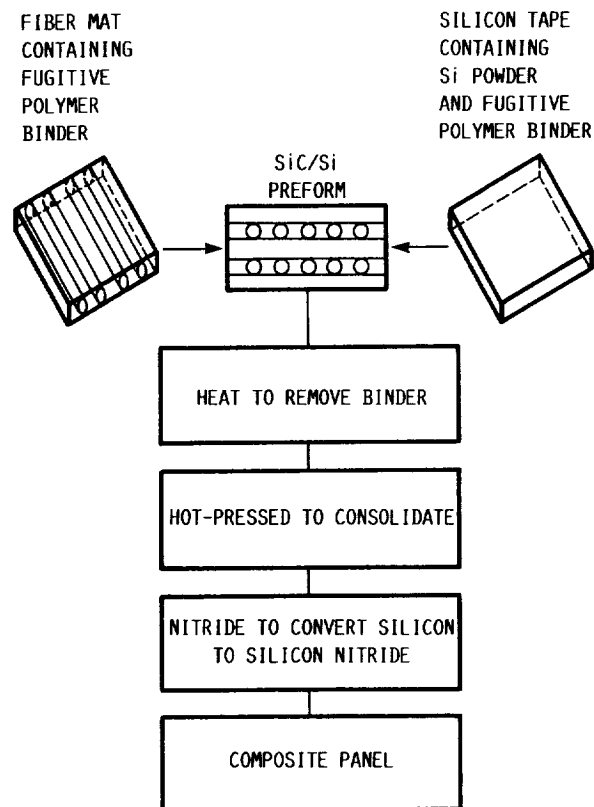 FIBER MAT
CONTAINING
FUGITIVE
POLYMER
BINDER
SILICON TAPE
CONTAINING
Si POWDER
AND FUGITIVE
POLYMER BINDER
SiC/Si
PREFORM
HEAT TO REMOVE BINDER
HOT-PRESSED TO CONSOLIDATE
NITRIDE TO CONVERT SILICON
TO SILICON NITRIDE
COMPOSITE PANEL